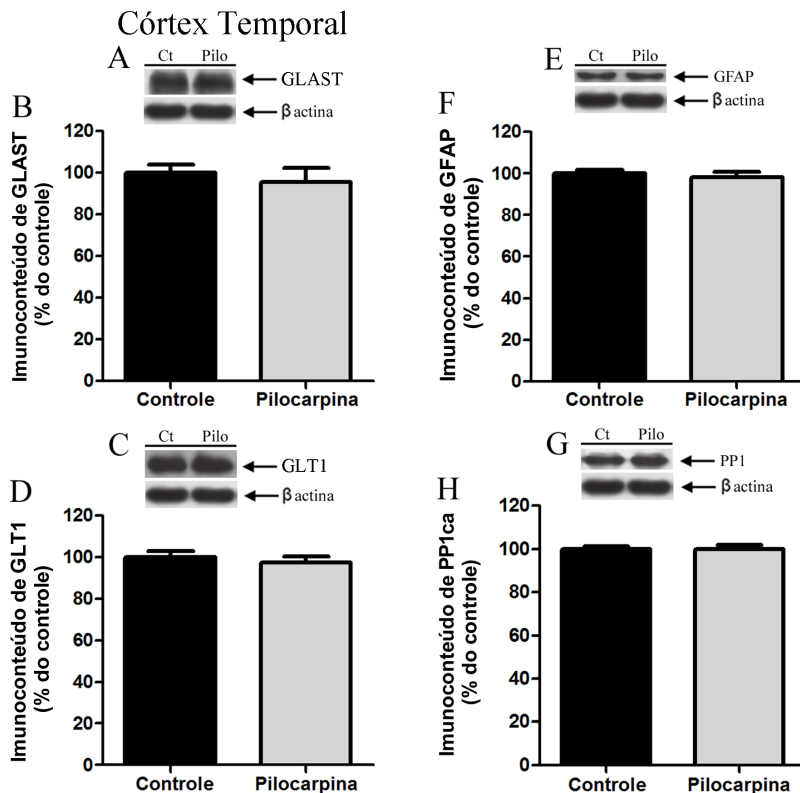 Córtex Temporal
A
Ct Pilo
GLAST
β actina
B
Imunoconteúdo de GLAST
(% do controle)
120
100
80
60
40
20
0
Controle Pilocarpina
C
Ct Pilo
GLT1
β actina
D
Imunoconteúdo de GLT1
(% do controle)
120
100
80
60
40
20
0
Controle Pilocarpina
E
Ct Pilo
GFAP
β actina
F
Imunoconteúdo de GFAP
(% do controle)
120
100
80
60
40
20
0
Controle Pilocarpina
G
Ct Pilo
PP1
β actina
H
Imunoconteúdo de PP1ca
(% do controle)
120
100
80
60
40
20
0
Controle Pilocarpina